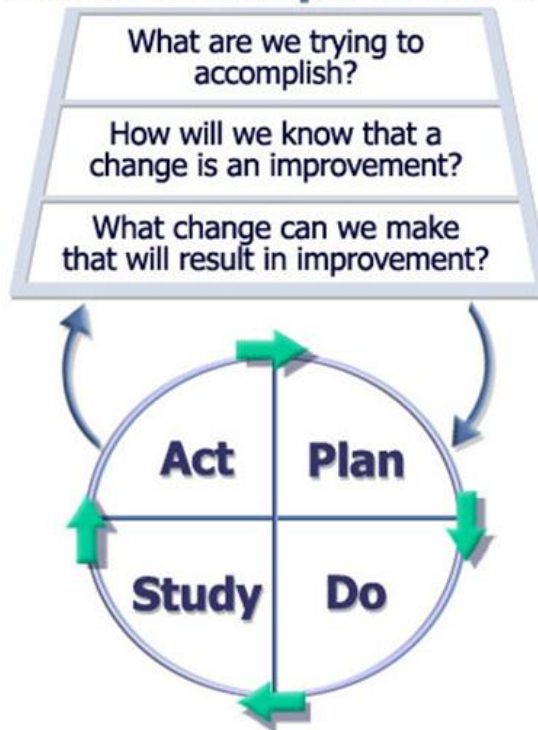 What are we trying to
accomplish?
How will we know that a
change is an improvement?
What change can we make
that will result in improvement?
Act
Plan
Study
Do